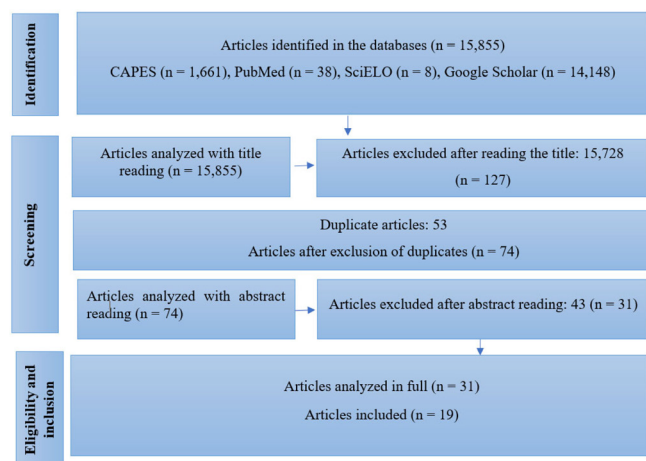 Identification
Articles identified in the databases (n = 15,855)
CAPES (n = 1,661), PubMed (n = 38), SciELO (n = 8), Google Scholar (n = 14,148)
Screening
Articles analyzed with title
reading (n = 15,855)
Articles excluded after reading the title: 15,728
(n = 127)
Duplicate articles: 53
Articles after exclusion of duplicates (n = 74)
Articles analyzed with abstract
reading (n = 74)
Articles excluded after abstract reading: 43 (n = 31)
Eligibility and
inclusion
Articles analyzed in full (n = 31)
Articles included (n = 19)